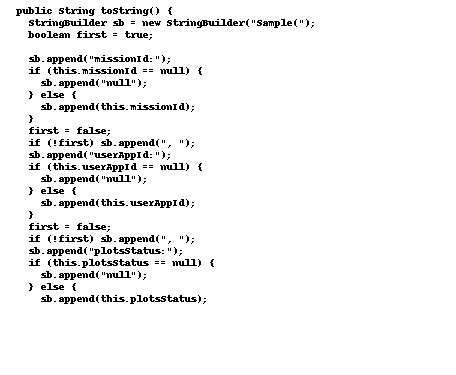 public String toString() {
StringBuilder sb = new StringBuilder("Sample(");
boolean first = true;
sb.append("missionId:");
if (this.missionId == null) {
sb.append("null");
} else {
sb.append(this.missionId);
}
first = false;
if (!first) sb.append(", ");
sb.append("userAppId:");
if (this.userAppId == null) {
sb.append("null");
} else {
sb.append(this.userAppId);
}
first = false;
if (!first) sb.append(", ");
sb.append("plotsStatus:");
if (this.plotsStatus == null) {
sb.append("null");
} else {
sb.append(this.plotsStatus);